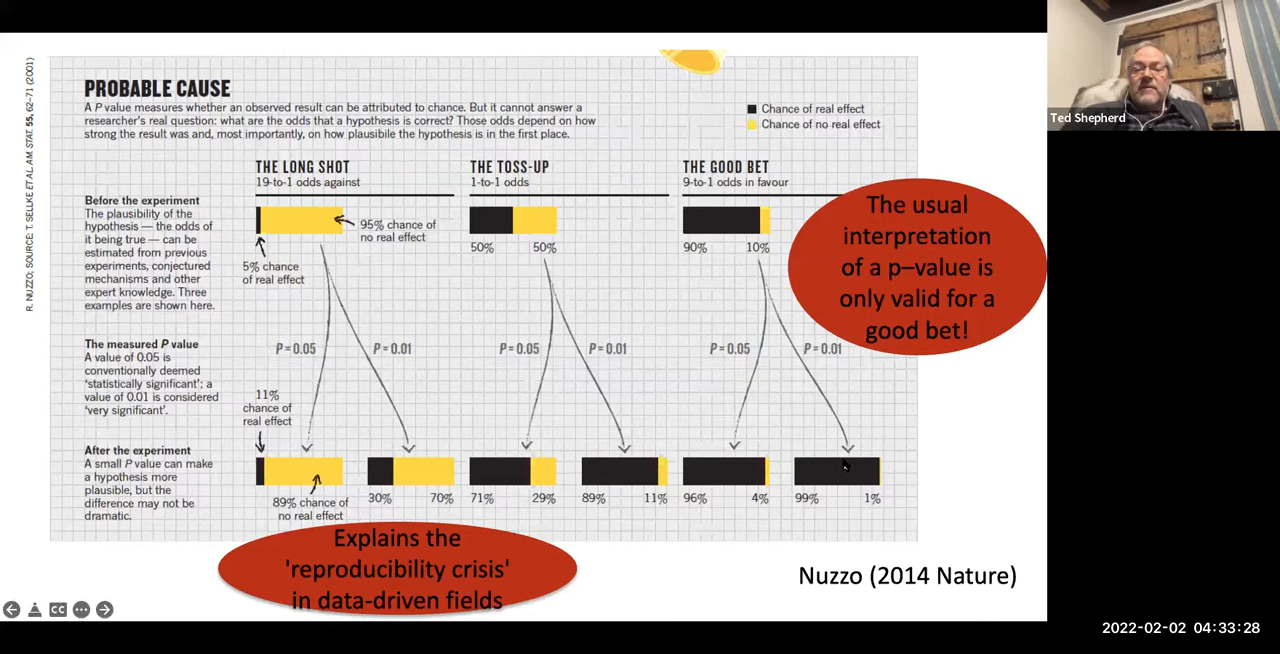 R. NUZZO; SOURCE: T. SELLKE ET AL. AM. STAT. 55, 62–71 (2001)
PROBABLE CAUSE
A P value measures whether an observed result can be attributed to chance. But it cannot answer a
researcher's real question: what are the odds that a hypothesis is correct? Those odds depend on how
strong the result was and, most importantly, on how plausibile the hypothesis is in the first place.
Chance of real effect
Chance of no real effect
THE LONG SHOT
19-to-1 odds against
THE TOSS-UP
1-to-1 odds
THE GOOD BET
9-to-1 odds in favour
Before the experiment
The plausibility of the
hypothesis — the odds of
it being true — can be
estimated from previous
experiments, conjectured
mechanisms and other
expert knowledge. Three
examples are shown here.
95% chance of
no real effect
5% chance
of real effect
50%
50%
90%
10%
The usual
interpretation
of a p–value is
only valid for a
good bet!
The measured P value
A value of 0.05 is
conventionally deemed
'statistically significant'; a
value of 0.01 is considered
'very significant'.
P = 0.05
P = 0.01
P = 0.05
P = 0.01
P = 0.05
P = 0.01
11%
chance of
real effect
After the experiment
A small P value can make
a hypothesis more
plausible, but the
difference may not be
dramatic.
89% chance of
no real effect
30%
70%
71%
29%
89%
11%
96%
4%
99%
1%
Explains the
'reproducibility crisis'
in data-driven fields
Nuzzo (2014 Nature)
CC
Ted Shepherd
2022-02-02 04:33:28